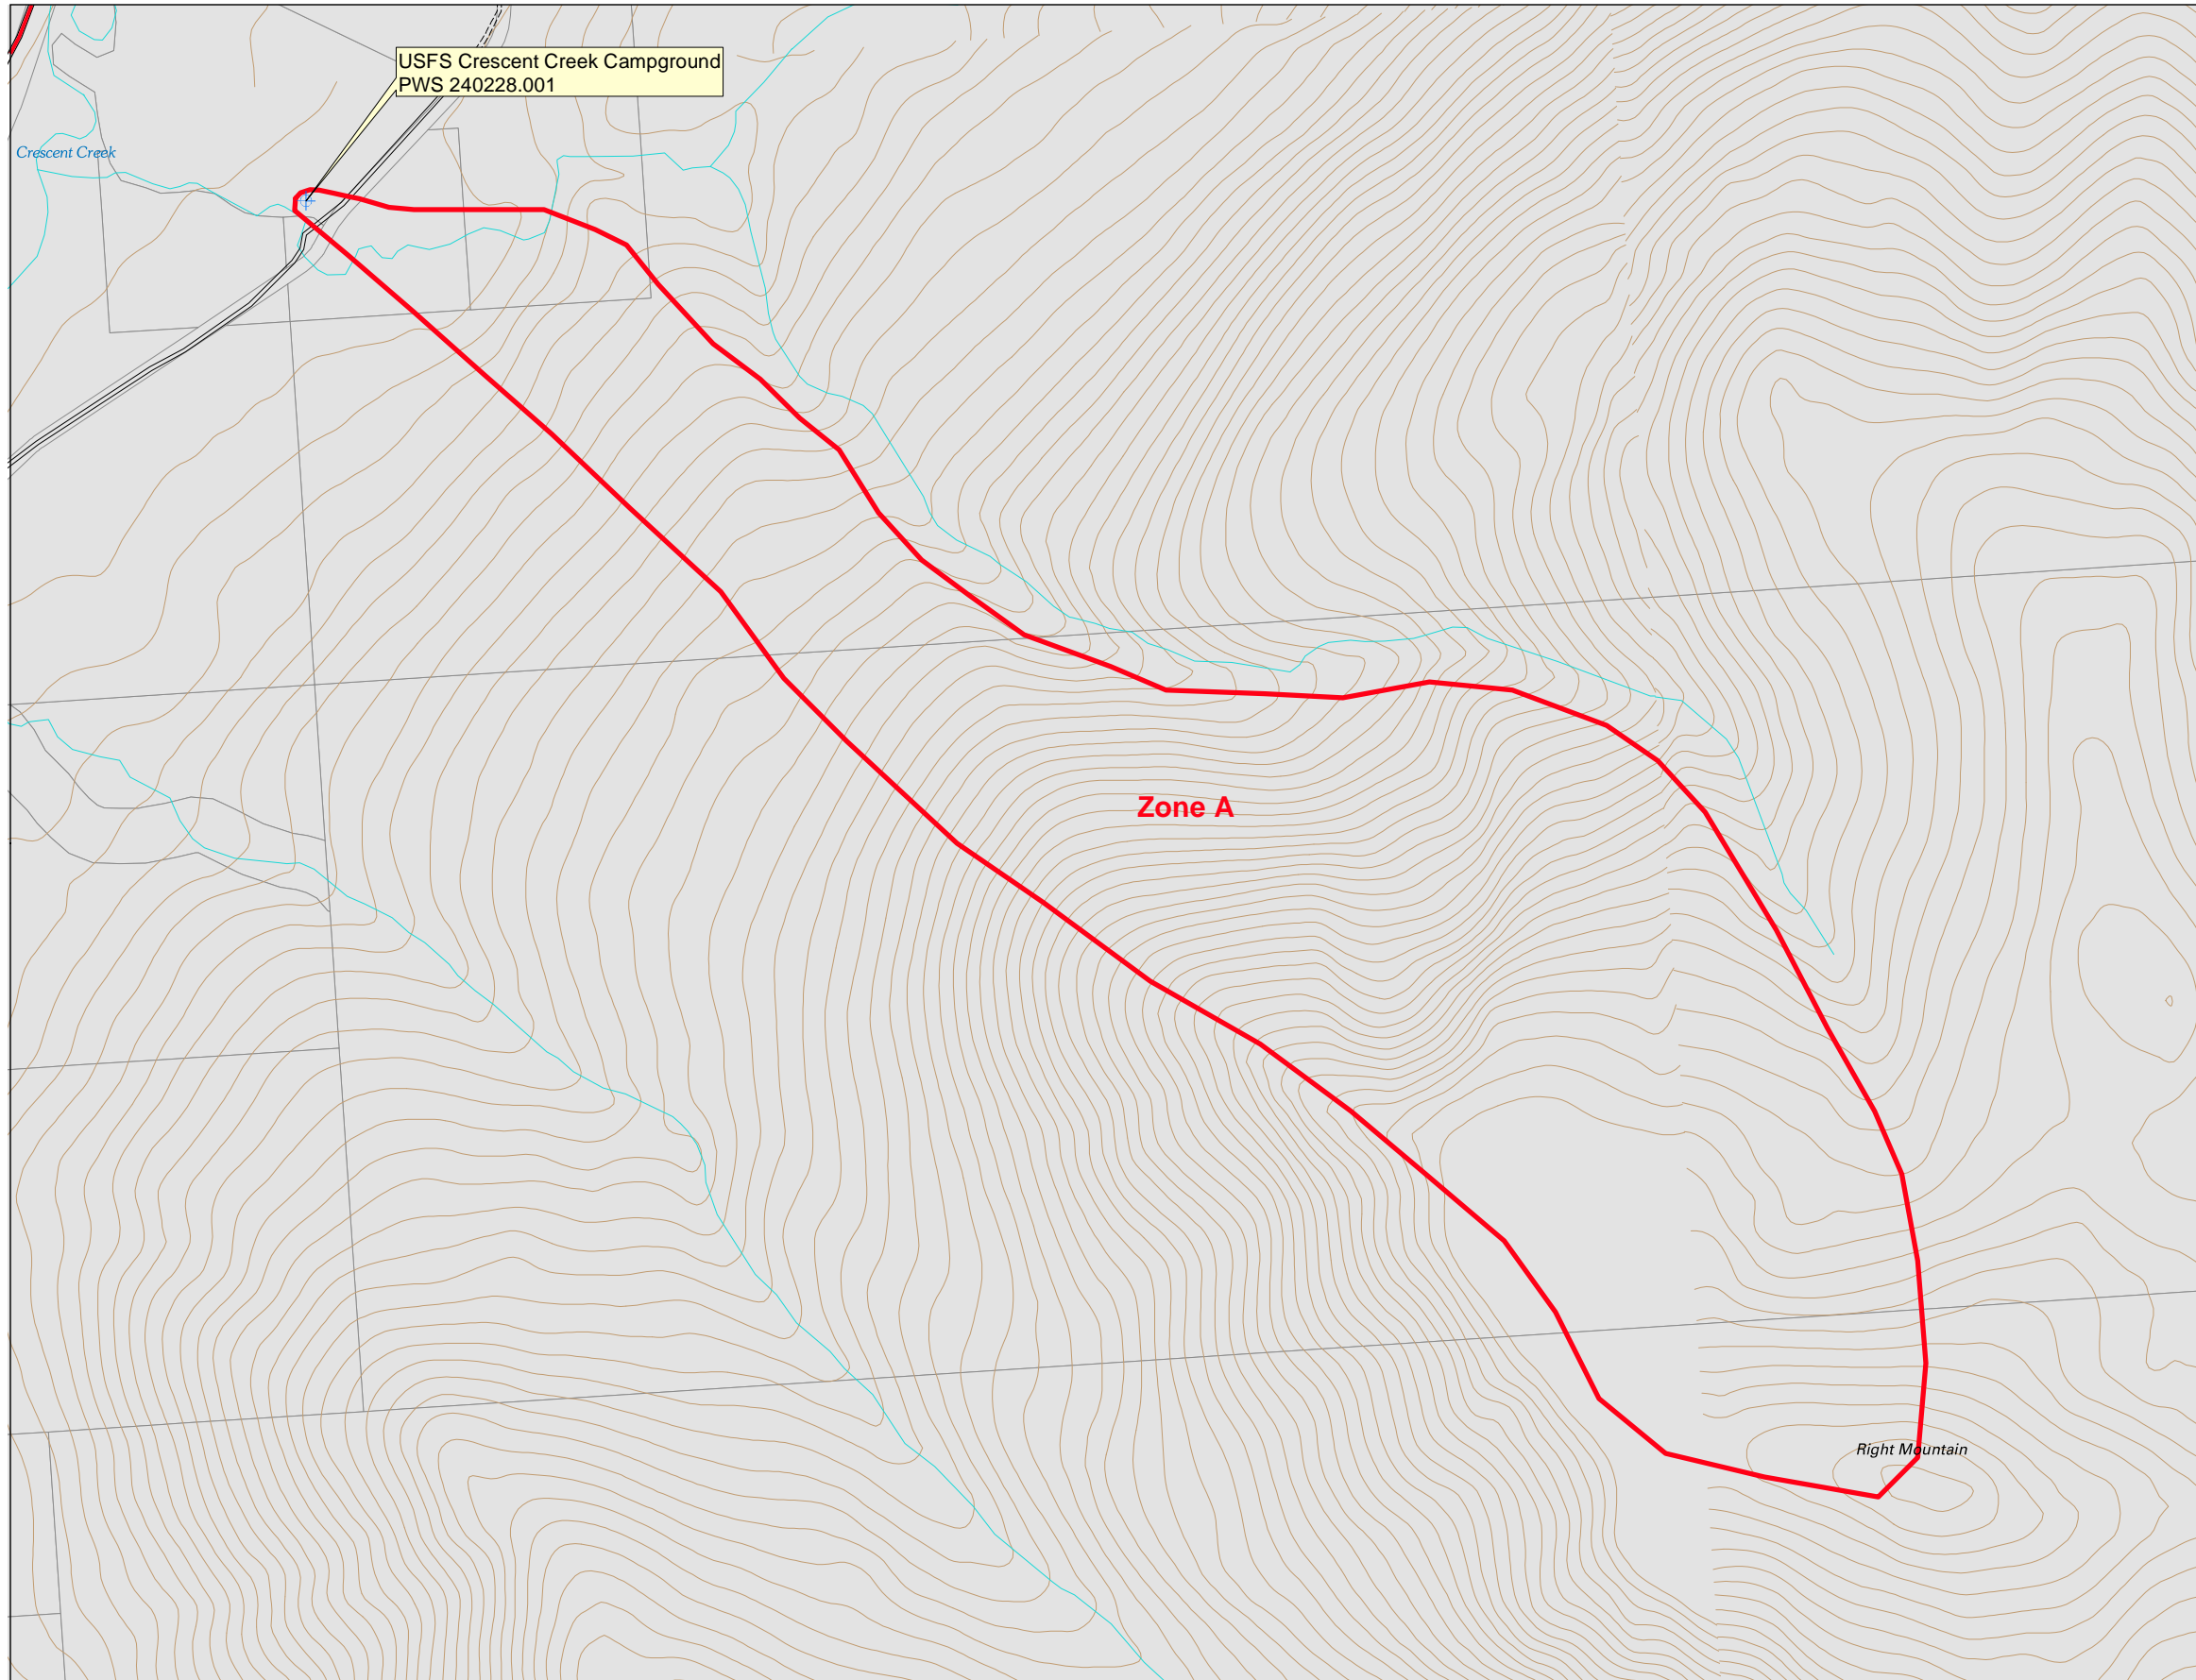 USFS Crescent Creek Campground
PWS 240228.001
Crescent Creek
Zone A
Right Mountain